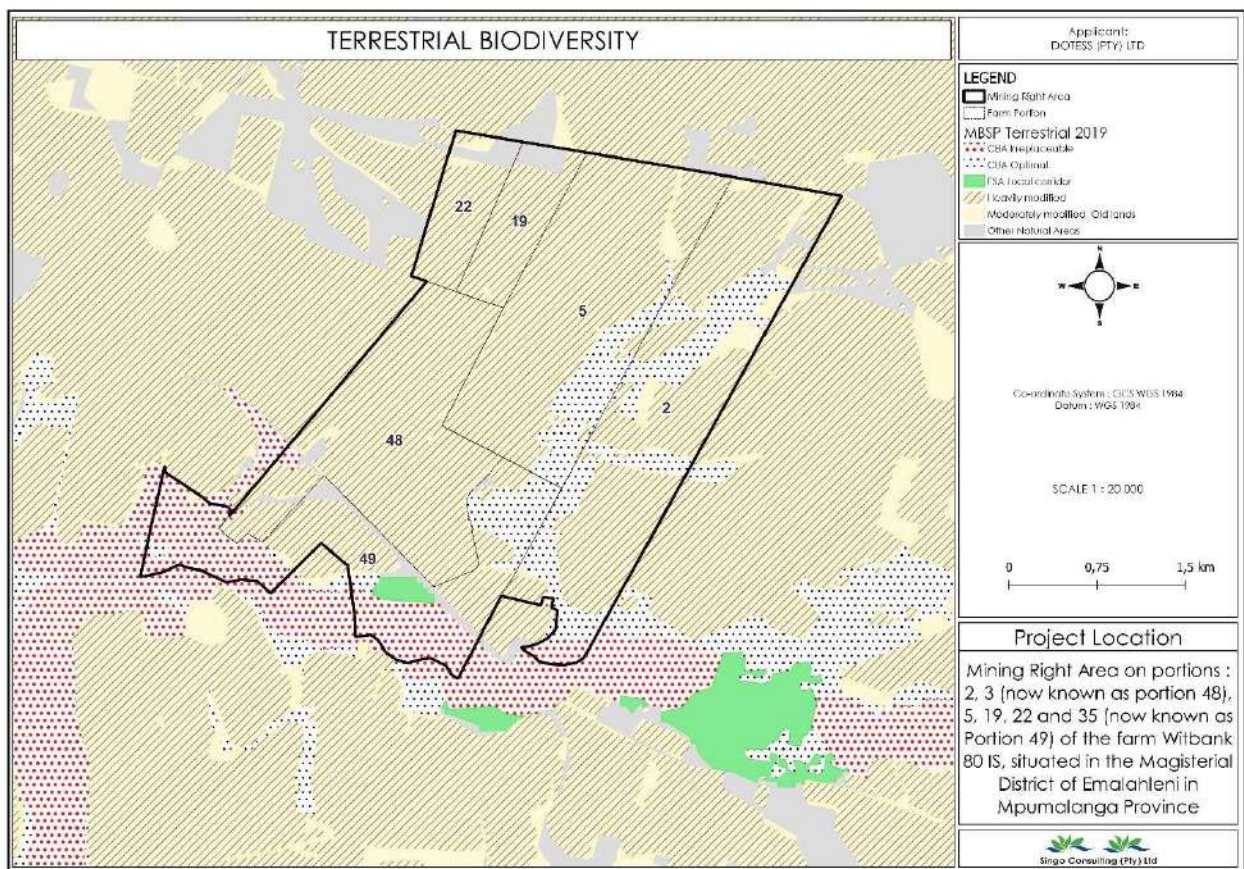 TERRESTRIAL BIODIVERSITY
Applicant:
DOTESS (PTY) LTD
LEGEND
Mining Right Area
Farm Portion
MBSP Terrestrial 2019
CBA Irreplaceable
CBA Optimal
ESA Local corridor
Heavily modified
Moderately modified Old lands
Other Natural Areas
N
W E
S
Co-ordinate System : GCS WGS 1984
Datum : WGS 1984
SCALE 1 : 20 000
0 0,75 1,5 km
Project Location
Mining Right Area on portions :
2, 3 (now known as portion 48),
5, 19, 22 and 35 (now known as
Portion 49) of the farm Witbank
80 IS, situated in the Magisterial
District of Emalahleni in
Mpumalanga Province
Singo Consulting (Pty) Ltd
22
19
5
2
48
49